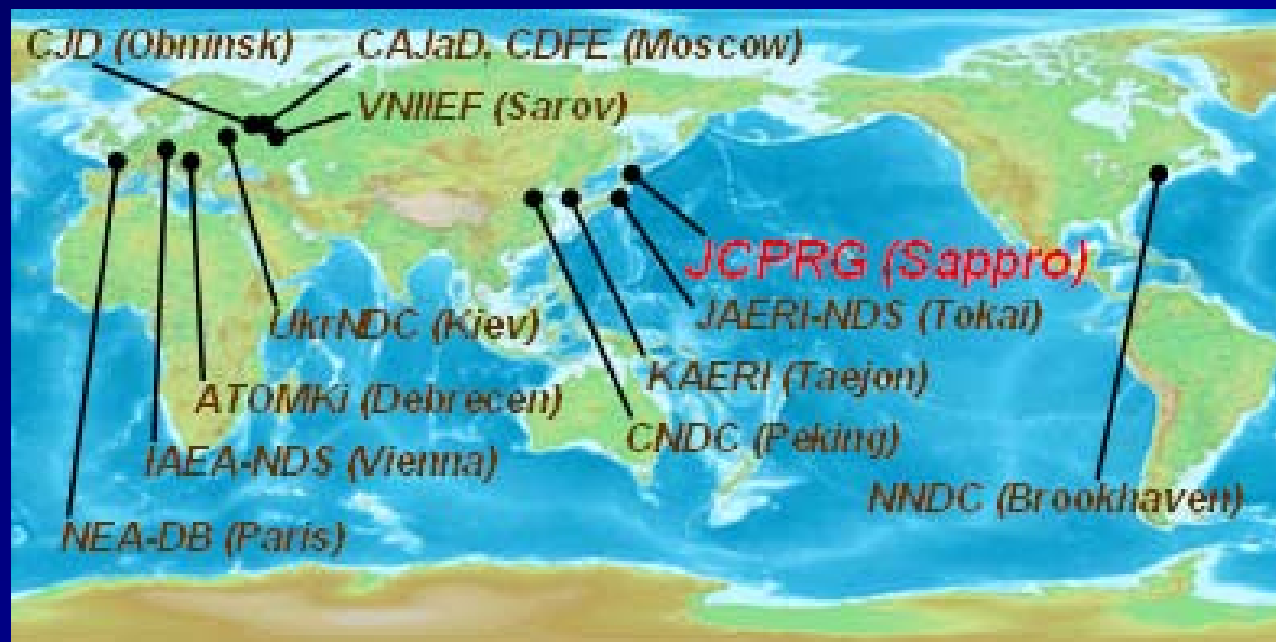 CJD (Obninsk)
CAJaD, CDFE (Moscow)
VNIIEF (Sarov)
JCPRG (Sappro)
UkrNDC (Kiev)
JAERI-NDS (Tokai)
KAERI (Taejon)
ATOMKi (Debrecen)
CNDC (Peking)
IAEA-NDS (Vienna)
NNDC (Brookhaven)
NEA-DB (Paris)